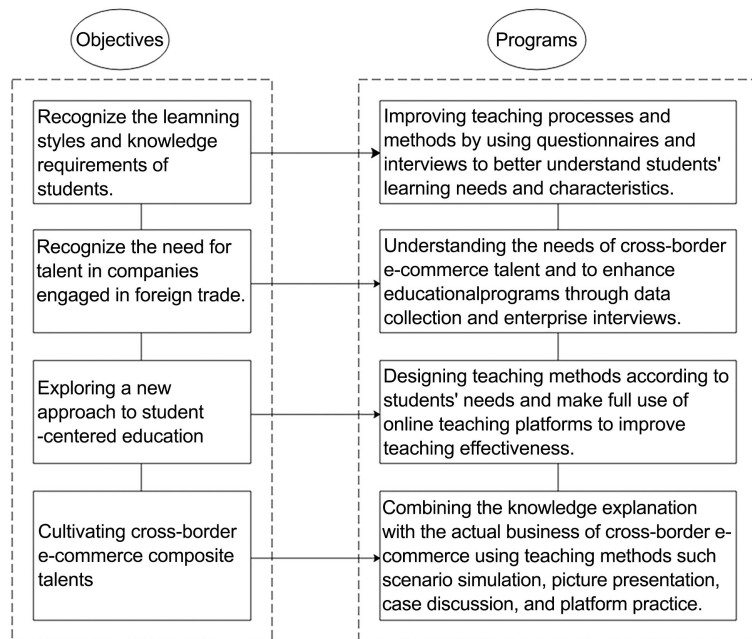 Objectives
Programs
Recognize the leamning
styles and knowledge
requirements of
students.
Improving teaching processes and
methods by using questionnaires and
interviews to better understand students'
learning needs and characteristics.
Recognize the need for
talent in companies
engaged in foreign trade.
Understanding the needs of cross-border
e-commerce talent and to enhance
educationalprograms through data
collection and enterprise interviews.
Exploring a new
approach to student
-centered education
Designing teaching methods according to
students' needs and make full use of
online teaching platforms to improve
teaching effectiveness.
Cultivating cross-border
e-commerce composite
talents
Combining the knowledge explanation
with the actual business of cross-border e-
commerce using teaching methods such
scenario simulation, picture presentation,
case discussion, and platform practice.